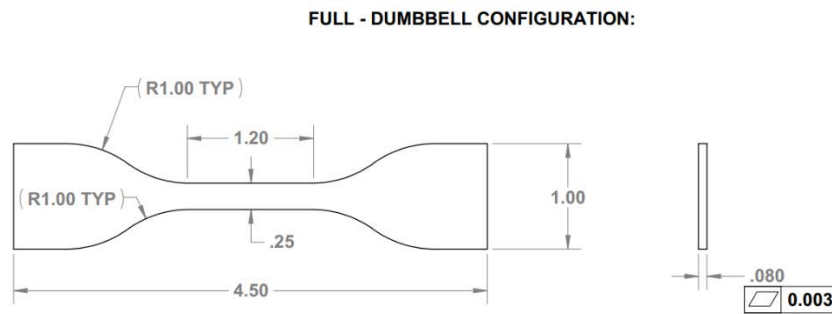 FULL - DUMBBELL CONFIGURATION:
(R1.00 TYP)
1.20
(R1.00 TYP)
.25
1.00
4.50
.080
0.003